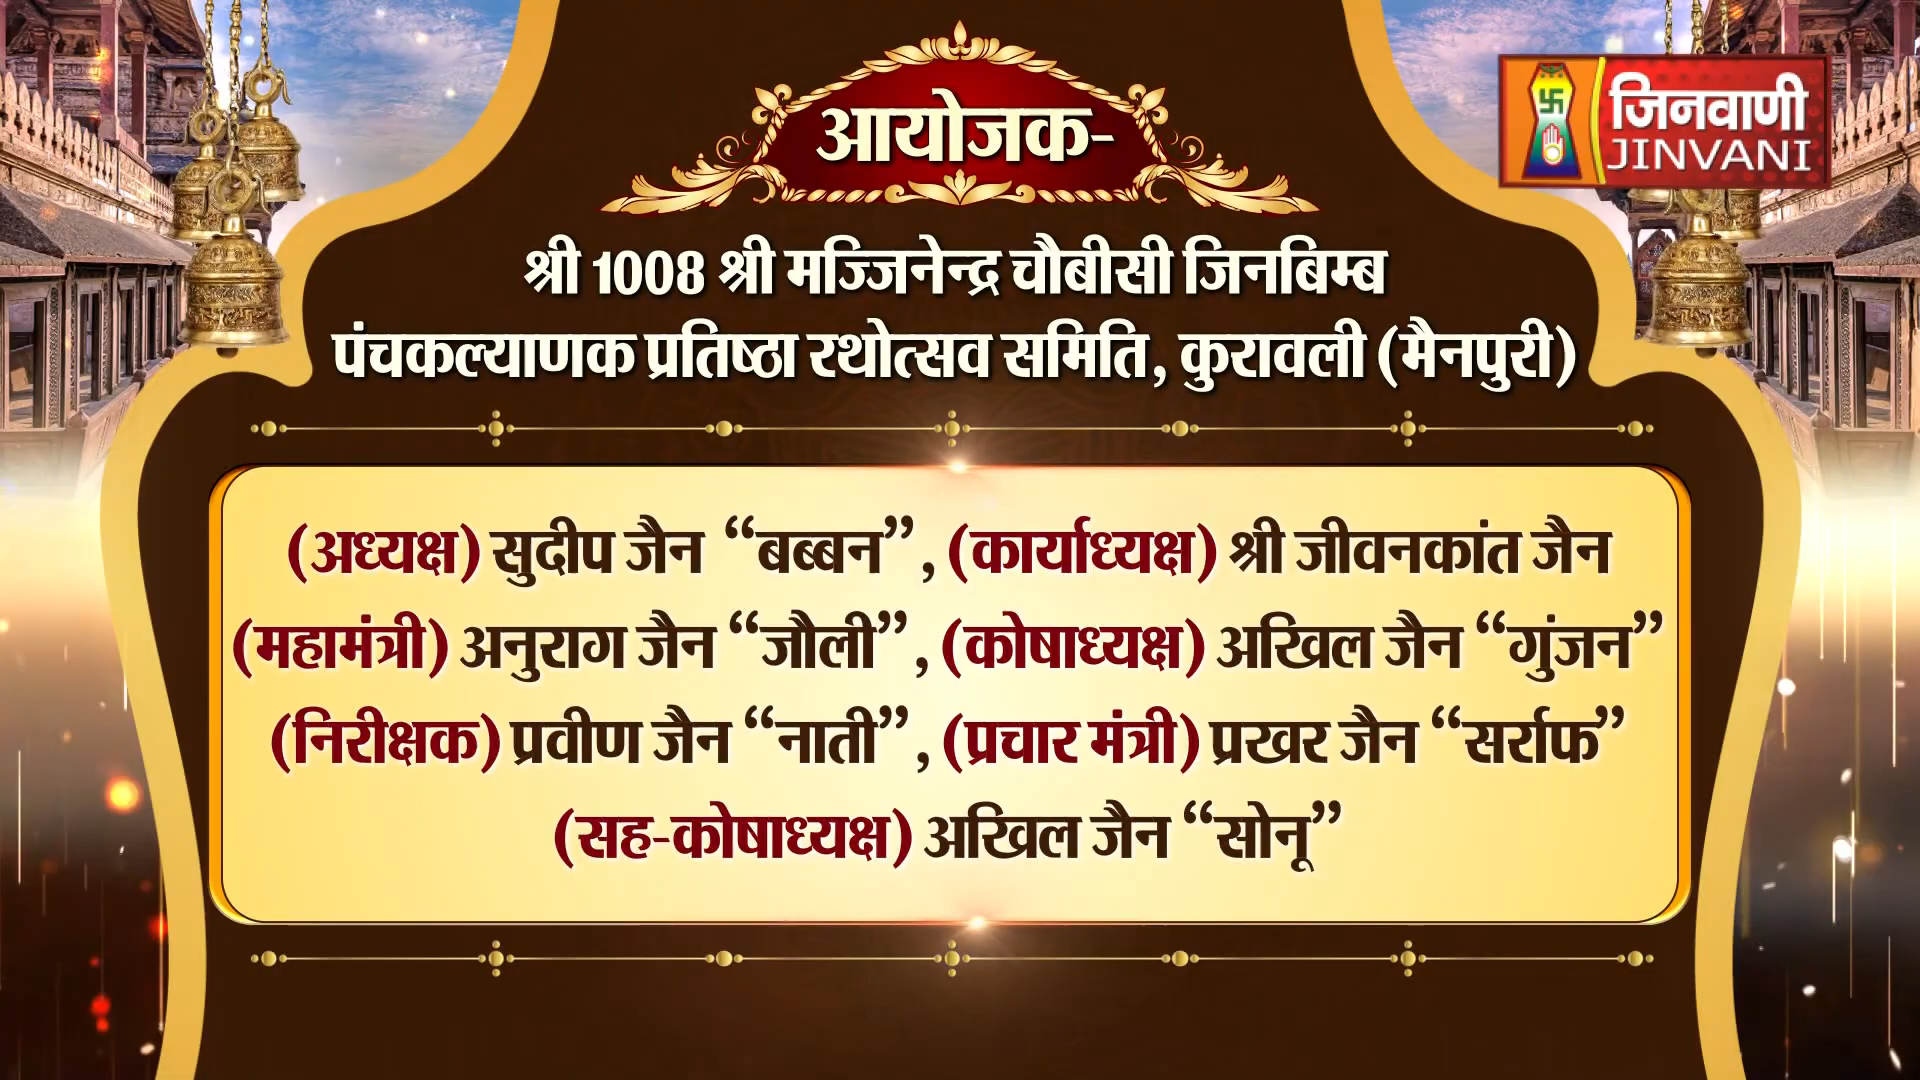 आयोजक-
जिनवाणी
JINVANI
श्री 1008 श्री मज्जिनेन्द्र चौबीसी जिनबिम्ब
पंचकल्याणक प्रतिष्ठा रथोत्सव समिति, कुरावली (मैनपुरी)
(अध्यक्ष) सुदीप जैन “बब्बन”, (कार्याध्यक्ष) श्री जीवनकांत जैन
(महामंत्री) अनुराग जैन “जौली”, (कोषाध्यक्ष) अखिल जैन “गुंजन”
(निरीक्षक) प्रवीण जैन “नाती”, (प्रचार मंत्री) प्रखर जैन “सर्राफ”
(सह-कोषाध्यक्ष) अखिल जैन “सोनू”